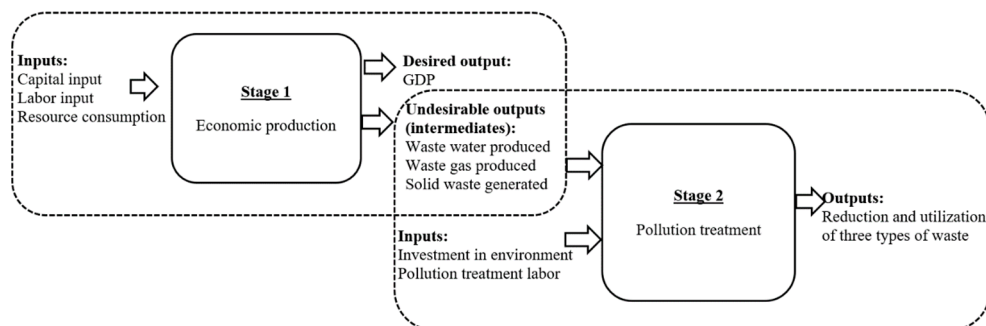 Inputs:
Capital input
Labor input
Resource consumption
Stage 1
Economic production
Desired output:
GDP
Undesirable outputs
(intermediates):
Waste water produced
Waste gas produced
Solid waste generated
Inputs:
Investment in environment
Pollution treatment labor
Stage 2
Pollution treatment
Outputs:
Reduction and utilization
of three types of waste